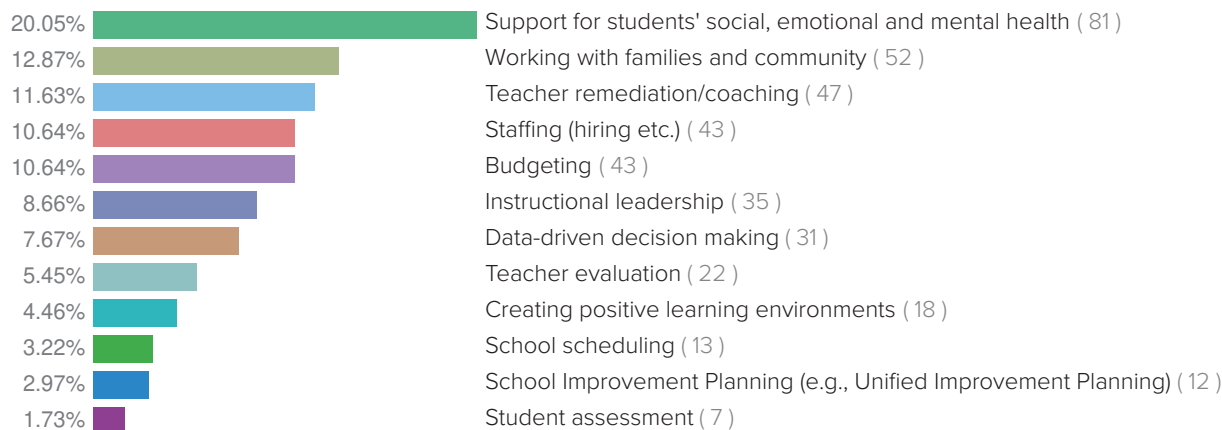 20.05% Support for students' social, emotional and mental health ( 81 )
12.87% Working with families and community ( 52 )
11.63% Teacher remediation/coaching ( 47 )
10.64% Staffing (hiring etc.) ( 43 )
10.64% Budgeting ( 43 )
8.66% Instructional leadership ( 35 )
7.67% Data-driven decision making ( 31 )
5.45% Teacher evaluation ( 22 )
4.46% Creating positive learning environments ( 18 )
3.22% School scheduling ( 13 )
2.97% School Improvement Planning (e.g., Unified Improvement Planning) ( 12 )
1.73% Student assessment ( 7 )